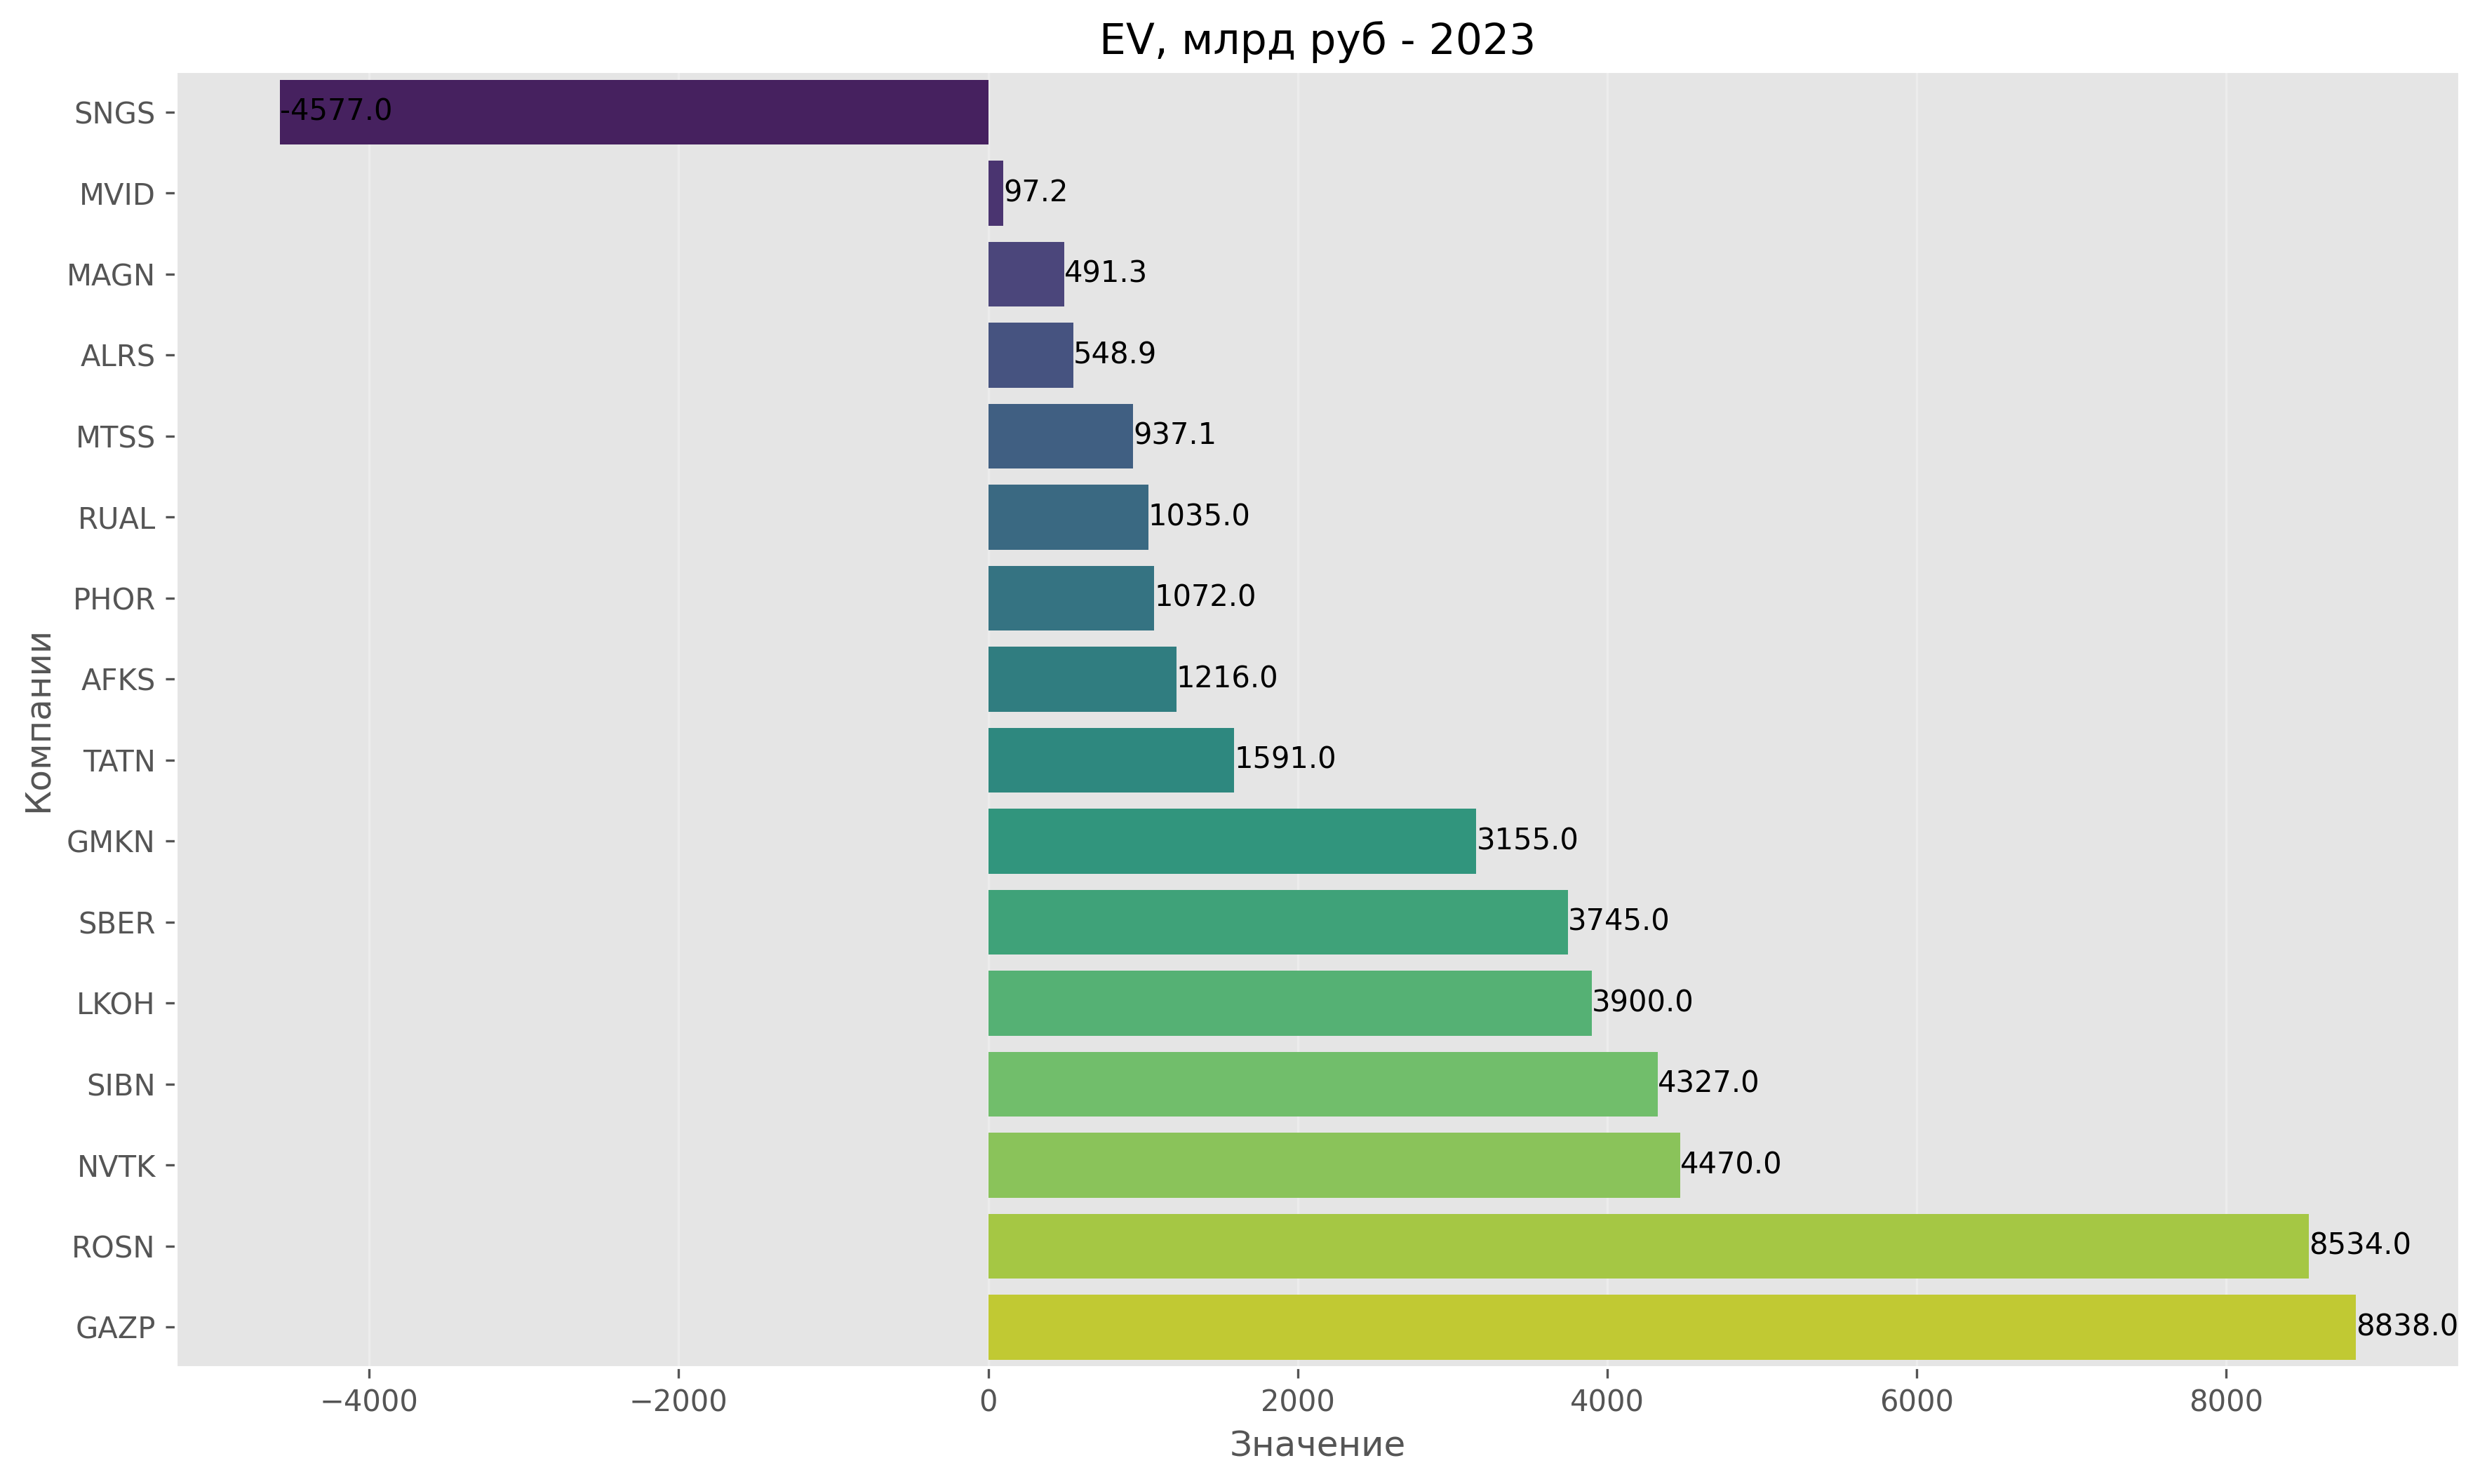 EV, млрд руб - 2023
Компании
SNGS -4577.0
MVID 97.2
MAGN 491.3
ALRS 548.9
MTSS 937.1
RUAL 1035.0
PHOR 1072.0
AFKS 1216.0
TATN 1591.0
GMKN 3155.0
SBER 3745.0
LKOH 3900.0
SIBN 4327.0
NVTK 4470.0
ROSN 8534.0
GAZP 8838.0
−4000 −2000 0 2000 4000 6000 8000
Значение